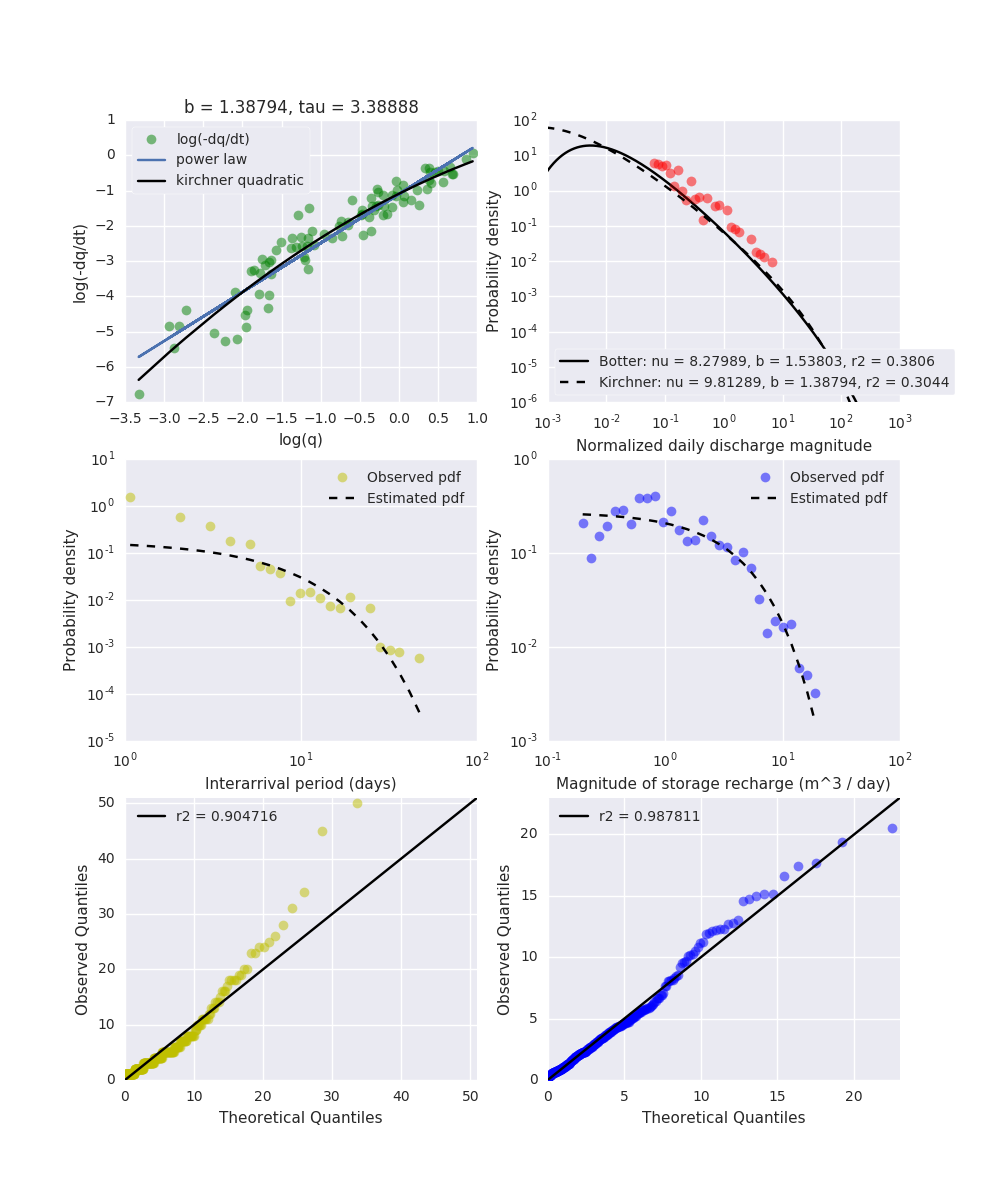 b = 1.38794, tau = 3.38888
log(-dq/dt)
power law
kirchner quadratic
1
0
−1
−2
−3
−4
−5
−6
−7
log(-dq/dt)
−3.5 −3.0 −2.5 −2.0 −1.5 −1.0 −0.5 0.0 0.5 1.0
log(q)
10^2
10^1
10^0
10^-1
10^-2
10^-3
10^-4
10^-5
10^-6
Probability density
Botter: nu = 8.27989, b = 1.53803, r2 = 0.3806
Kirchner: nu = 9.81289, b = 1.38794, r2 = 0.3044
10^-3 10^-2 10^-1 10^0 10^1 10^2 10^3
Normalized daily discharge magnitude
10^1
10^0
10^-1
10^-2
10^-3
10^-4
10^-5
Probability density
Observed pdf
Estimated pdf
10^0 10^1 10^2
Interarrival period (days)
10^0
10^-1
10^-2
10^-3
Probability density
Observed pdf
Estimated pdf
10^-1 10^0 10^1 10^2
Magnitude of storage recharge (m^3 / day)
50
40
30
20
10
0
Observed Quantiles
r2 = 0.904716
0 10 20 30 40 50
Theoretical Quantiles
20
15
10
5
0
Observed Quantiles
r2 = 0.987811
0 5 10 15 20
Theoretical Quantiles